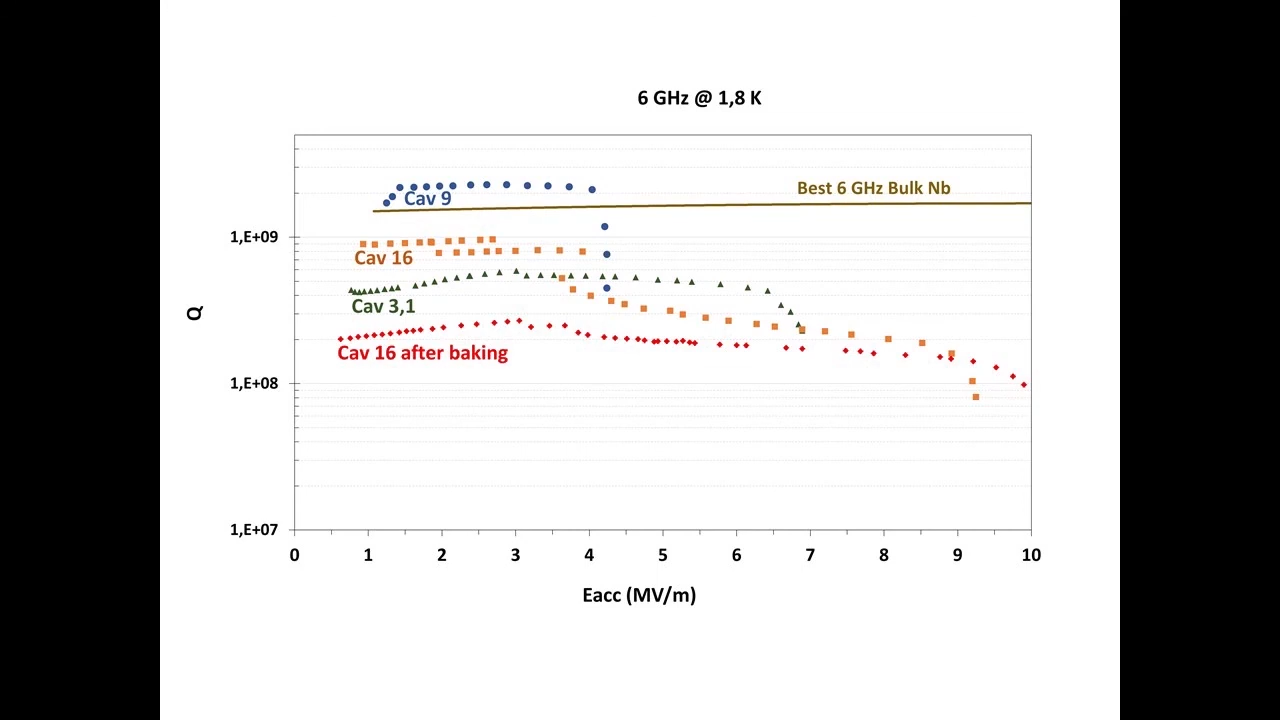 6 GHz @ 1,8 K
Best 6 GHz Bulk Nb
Cav 9
1,E+09
Cav 16
Cav 3,1
Q
Cav 16 after baking
1,E+08
1,E+07
0 1 2 3 4 5 6 7 8 9 10
Eacc (MV/m)